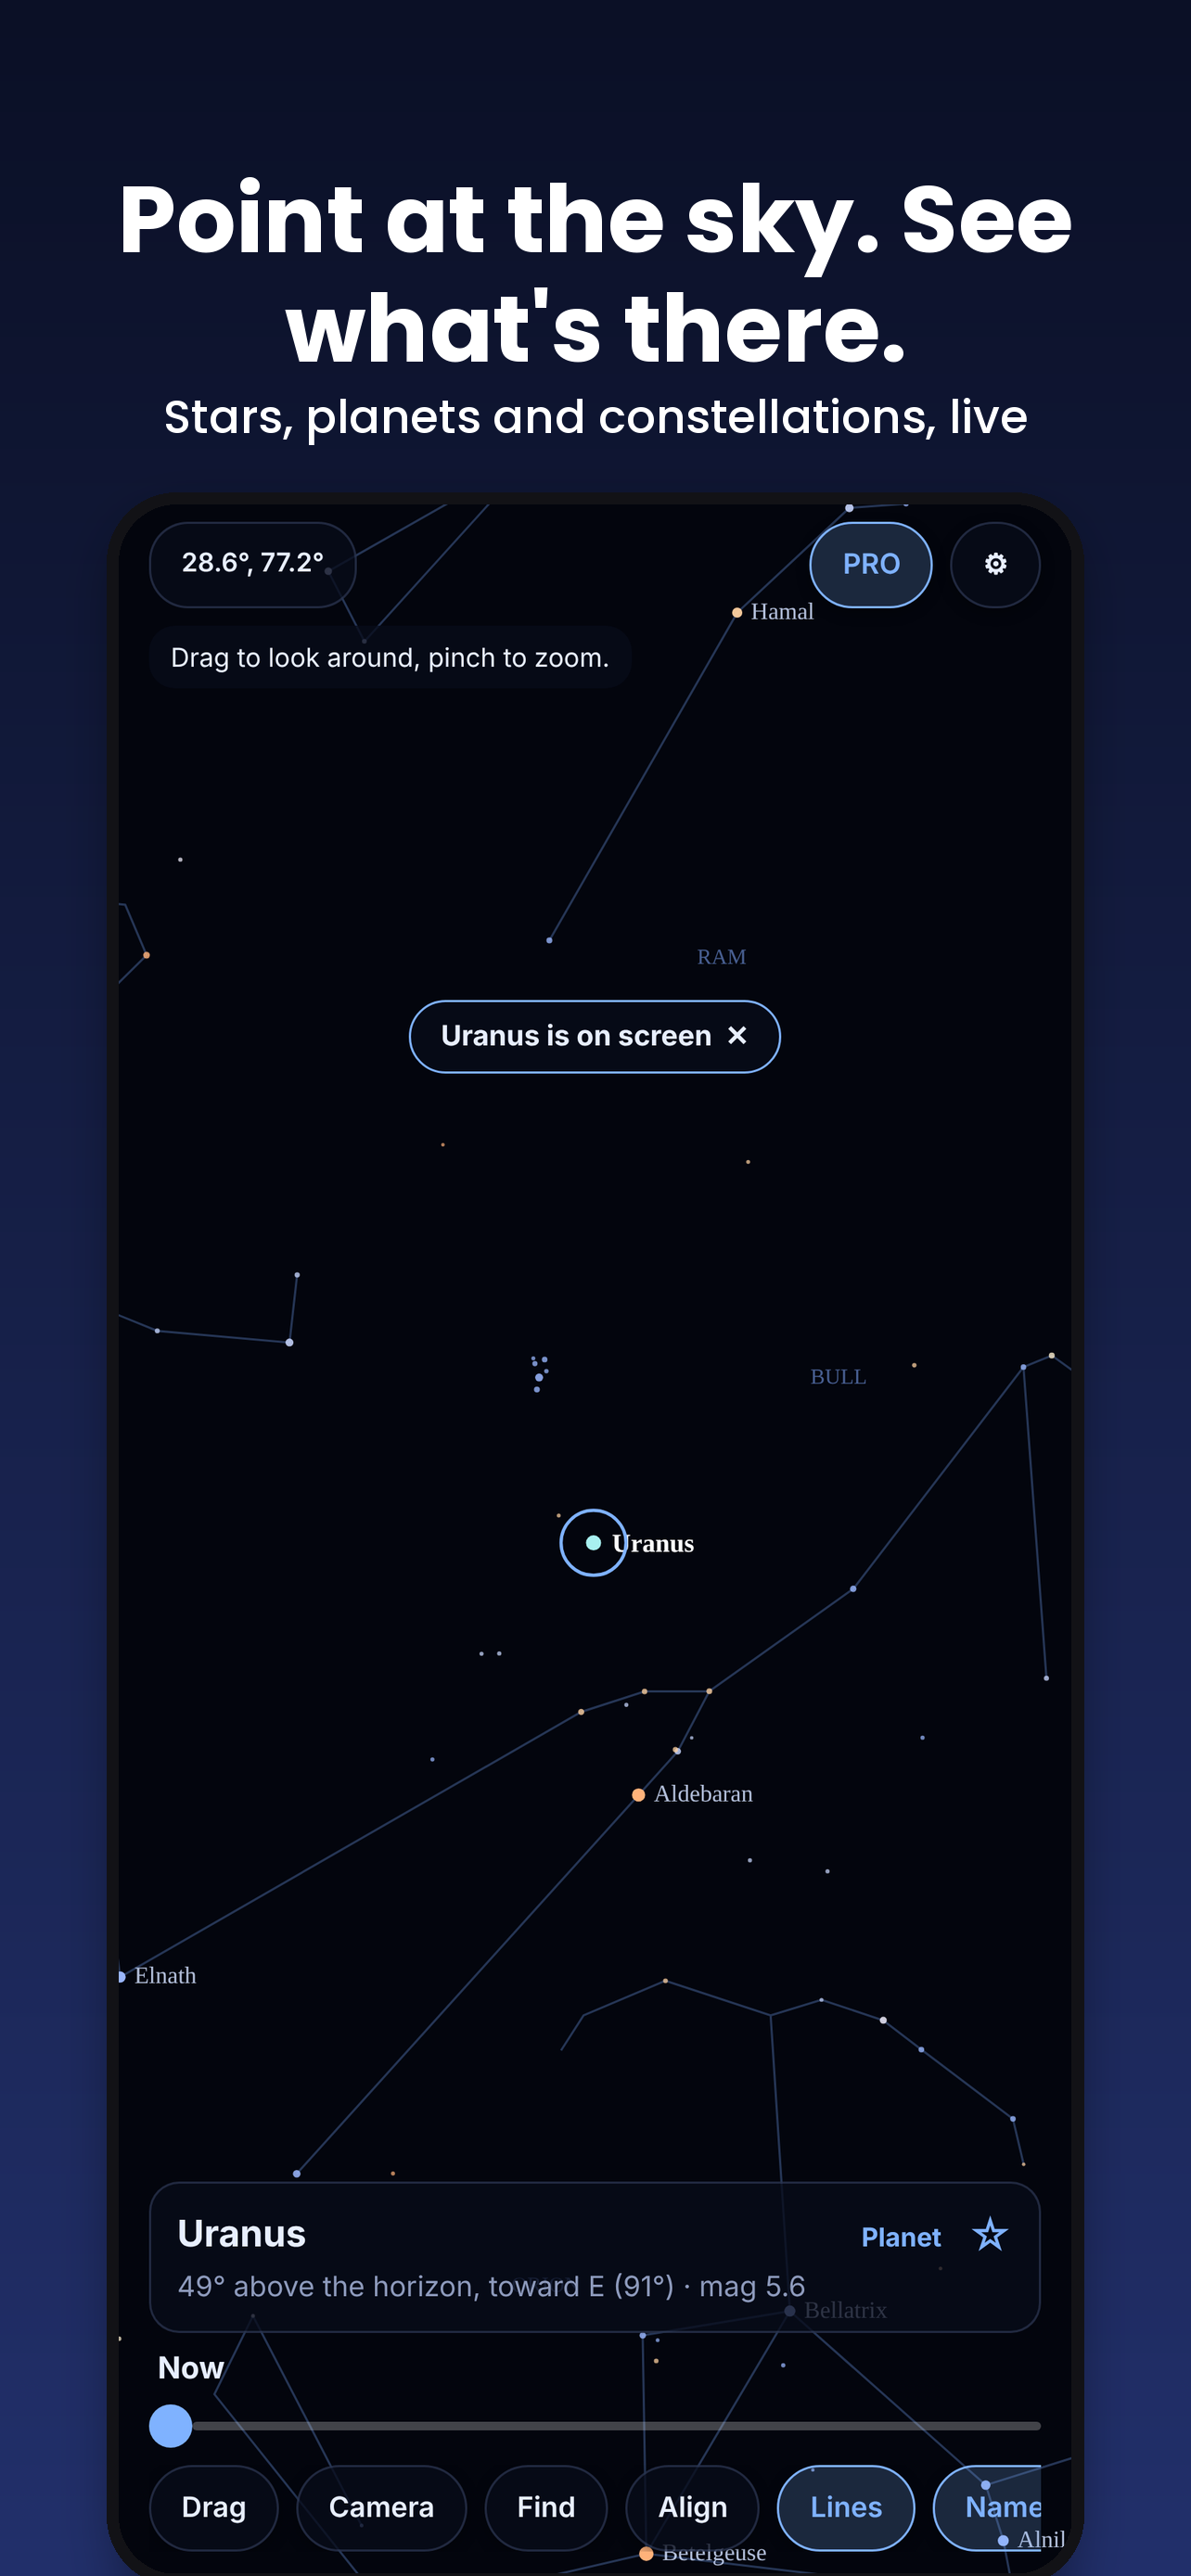 Point at the sky. See
what's there.
Stars, planets and constellations, live
28.6°, 77.2°
PRO
⚙
Hamal
Drag to look around, pinch to zoom.
RAM
Uranus is on screen ✕
BULL
Uranus
Aldebaran
Elnath
Uranus
Planet ☆
49° above the horizon, toward E (91°) · mag 5.6
Bellatrix
Now
Drag
Camera
Find
Align
Lines
Name
Alnil
Betelgeuse